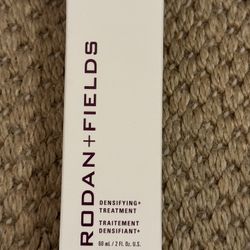 RODAN+FIELDS
DENSIFYING+
TREATMENT
TRAITEMENT
DENSIFIANT+
60 mL / 2 Fl. Oz. U.S.